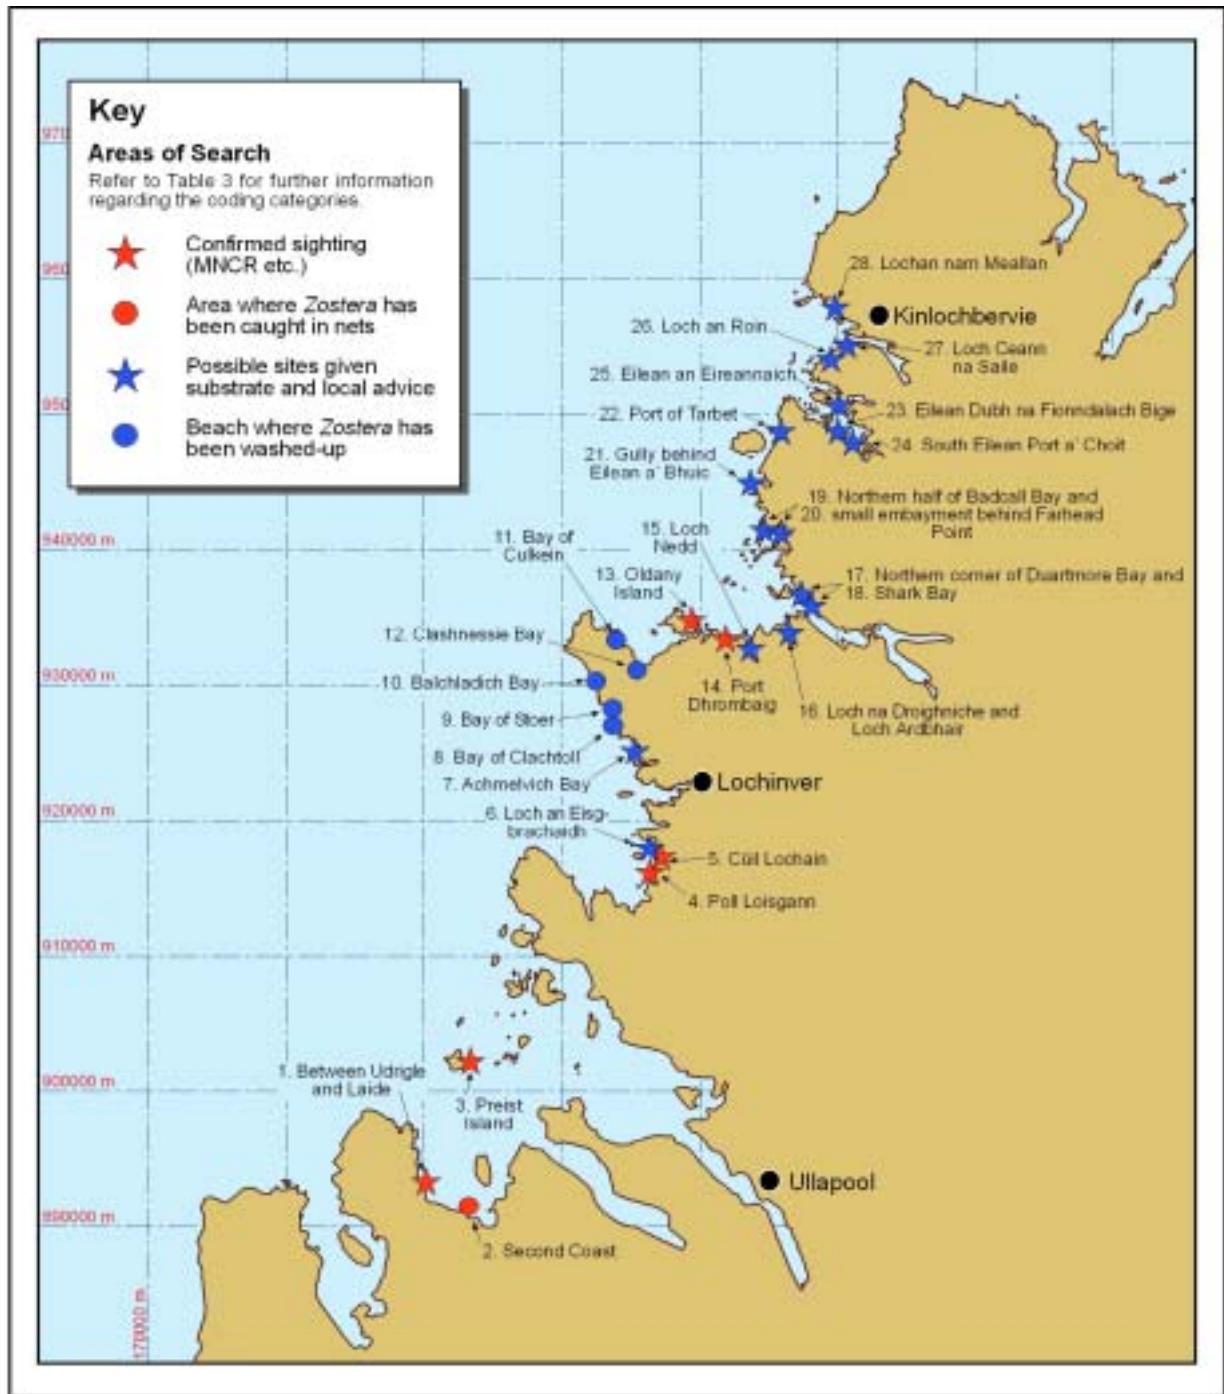 Key
Areas of Search
Refer to Table 3 for further information
regarding the coding categories.
Confirmed sighting
(MNCR etc.)
Area where Zostera has
been caught in nets
Possible sites given
substrate and local advice
Beach where Zostera has
been washed-up
970
960
950
940000 m
930000 m
920000 m
910000 m
900000 m
890000 m
170000 m
28. Lochan nam Meallan
Kinlochbervie
26. Loch an Roin
27. Loch Ceann
na Saile
25. Eilean an Eireannaich
23. Eilean Dubh na Fionndalach Bige
22. Port of Tarbet
24. South Eilean Port a' Choit
21. Gully behind
Eilean a' Bhuic
19. Northern half of Badcall Bay and
20. small embayment behind Farhead
Point
15. Loch
Nedd
11. Bay of
Culkein
13. Oldany
Island
17. Northern corner of Duartmore Bay and
18. Shark Bay
12. Clashnessie Bay
10. Balchladich Bay
14. Port
Dhrombaig
16. Loch na Droighniche and
Loch Ardbhair
9. Bay of Stoer
8. Bay of Clachtoll
7. Achmelvich Bay
Lochinver
6. Loch an Eisg-
brachaidh
5. Cùil Lochain
4. Poll Loisgann
1. Between Udrigle
and Laide
3. Preist
Island
Ullapool
2. Second Coast